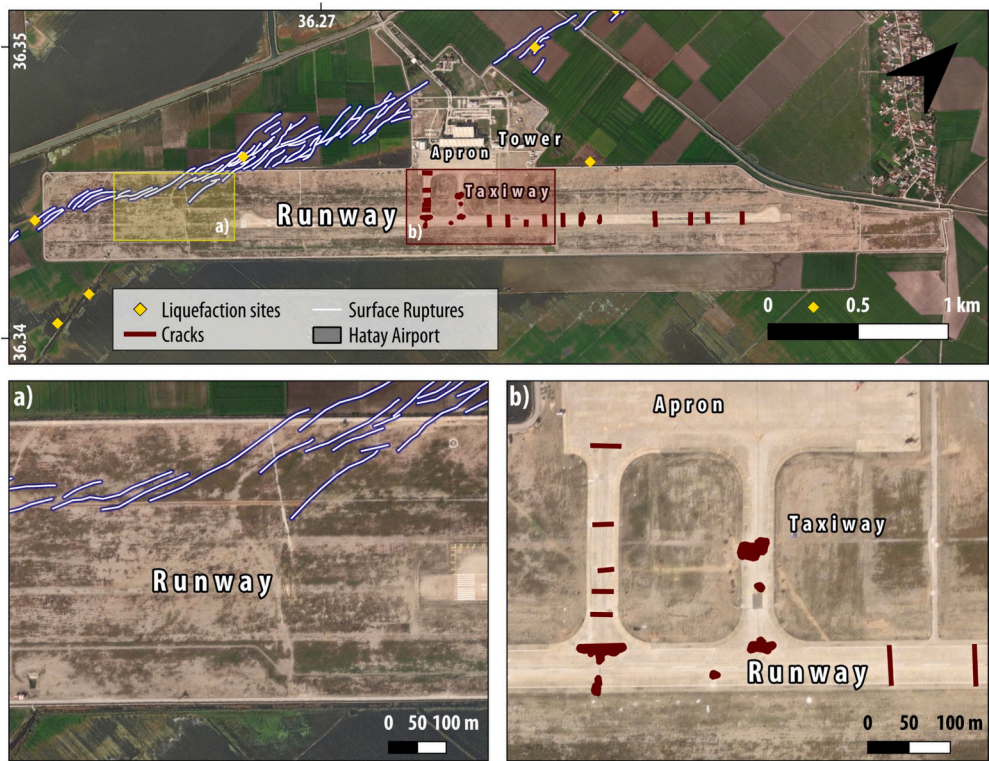 36.27
36.35
Tower
Apron
Taxiway
Runway
a)
b)
Liquefaction sites
Surface Ruptures
Cracks
Hatay Airport
0 0.5 1 km
36.34
a)
Runway
0 50 100 m
b)
Apron
Taxiway
Runway
0 50 100 m